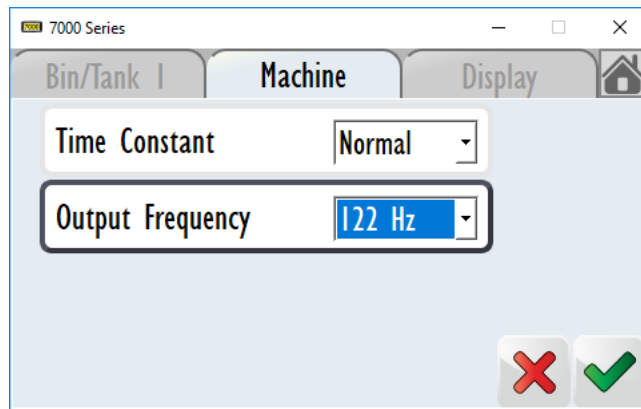 7000 Series
Bin/Tank 1 Machine Display
Time Constant Normal
Output Frequency 122 Hz